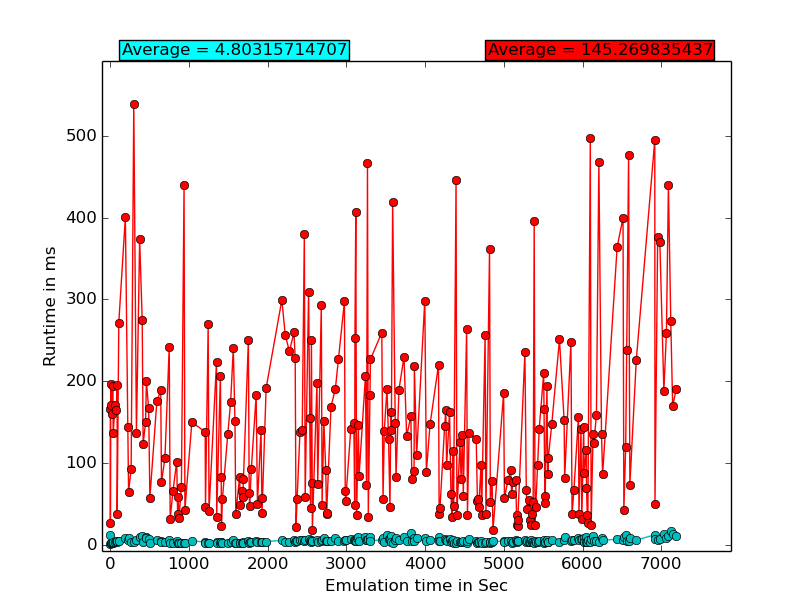 Average = 4.80315714707
Average = 145.269835437
500
400
300
200
100
0
Runtime in ms
0 1000 2000 3000 4000 5000 6000 7000
Emulation time in Sec